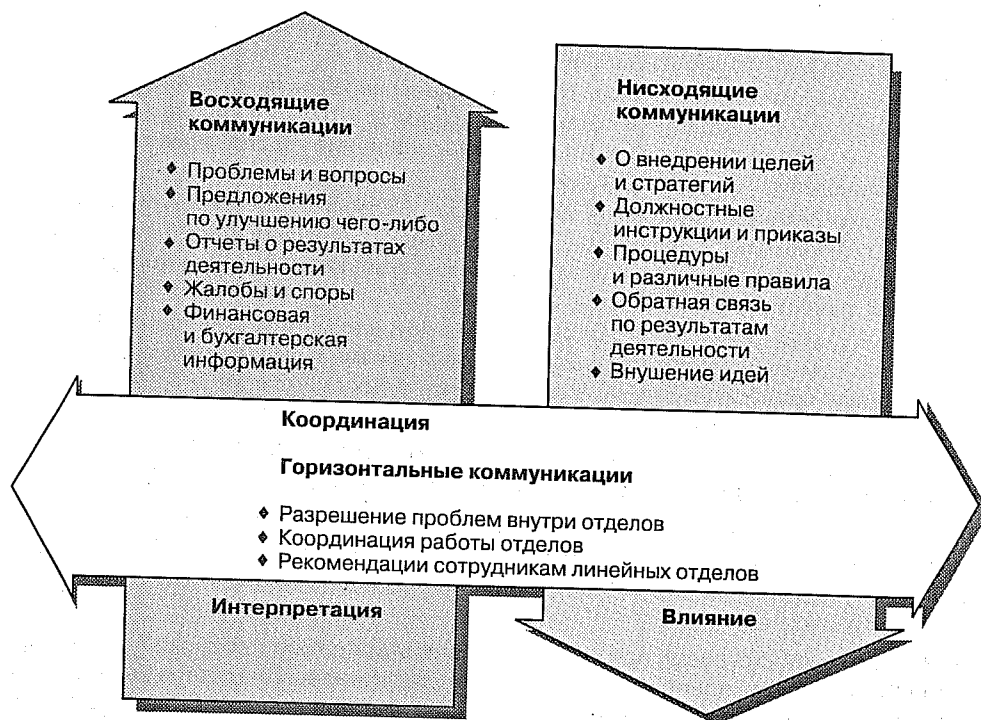 Восходящие
коммуникации
♦ Проблемы и вопросы
♦ Предложения
по улучшению чего-либо
♦ Отчеты о результатах
деятельности
♦ Жалобы и споры
♦ Финансовая
и бухгалтерская
информация
Нисходящие
коммуникации
♦ О внедрении целей
и стратегий
♦ Должностные
инструкции и приказы
♦ Процедуры
и различные правила
♦ Обратная связь
по результатам
деятельности
♦ Внушение идей
Координация
Горизонтальные коммуникации
♦ Разрешение проблем внутри отделов
♦ Координация работы отделов
♦ Рекомендации сотрудникам линейных отделов
Интерпретация
Влияние